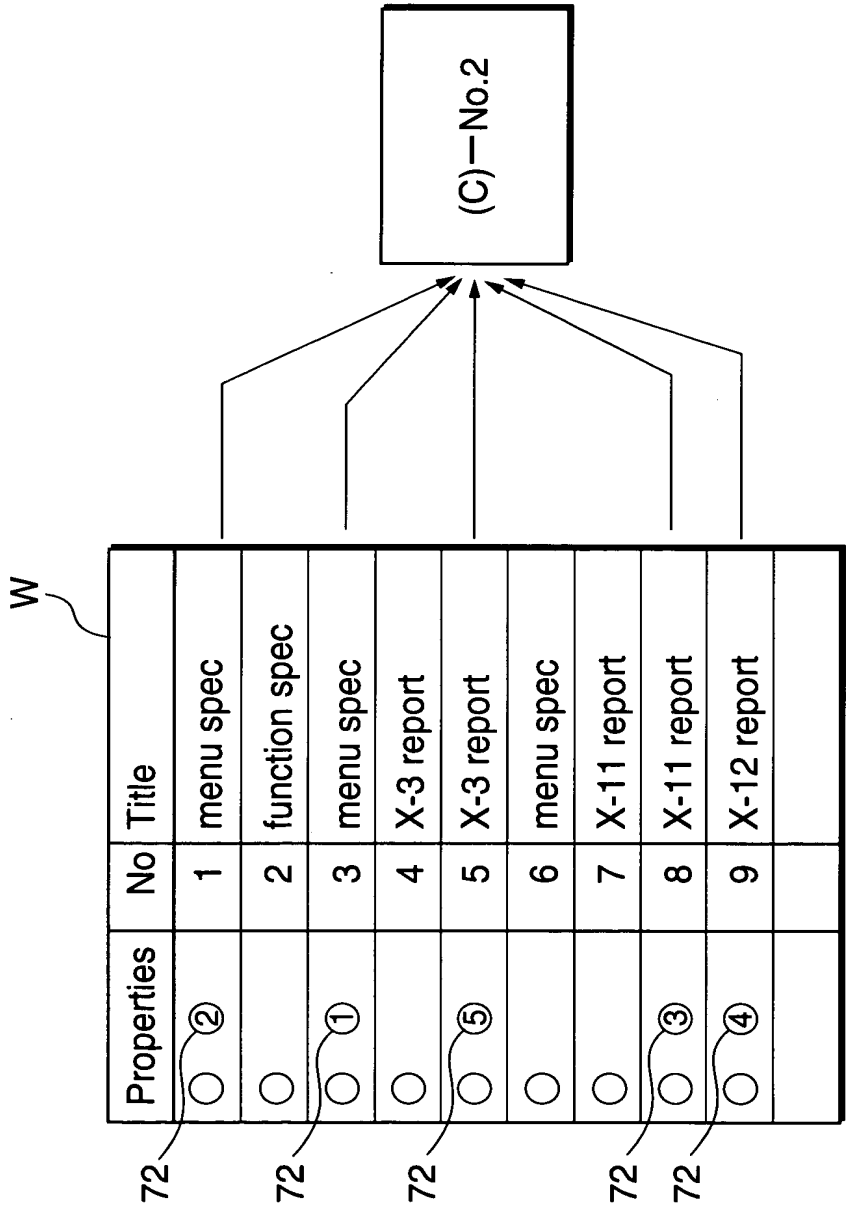 W
Properties No Title
72 ② 1 menu spec
2 function spec
72 ① 3 menu spec
4 X-3 report
72 ⑤ 5 X-3 report
6 menu spec
7 X-11 report
72 ③ 8 X-11 report
72 ④ 9 X-12 report
(C)—No.2